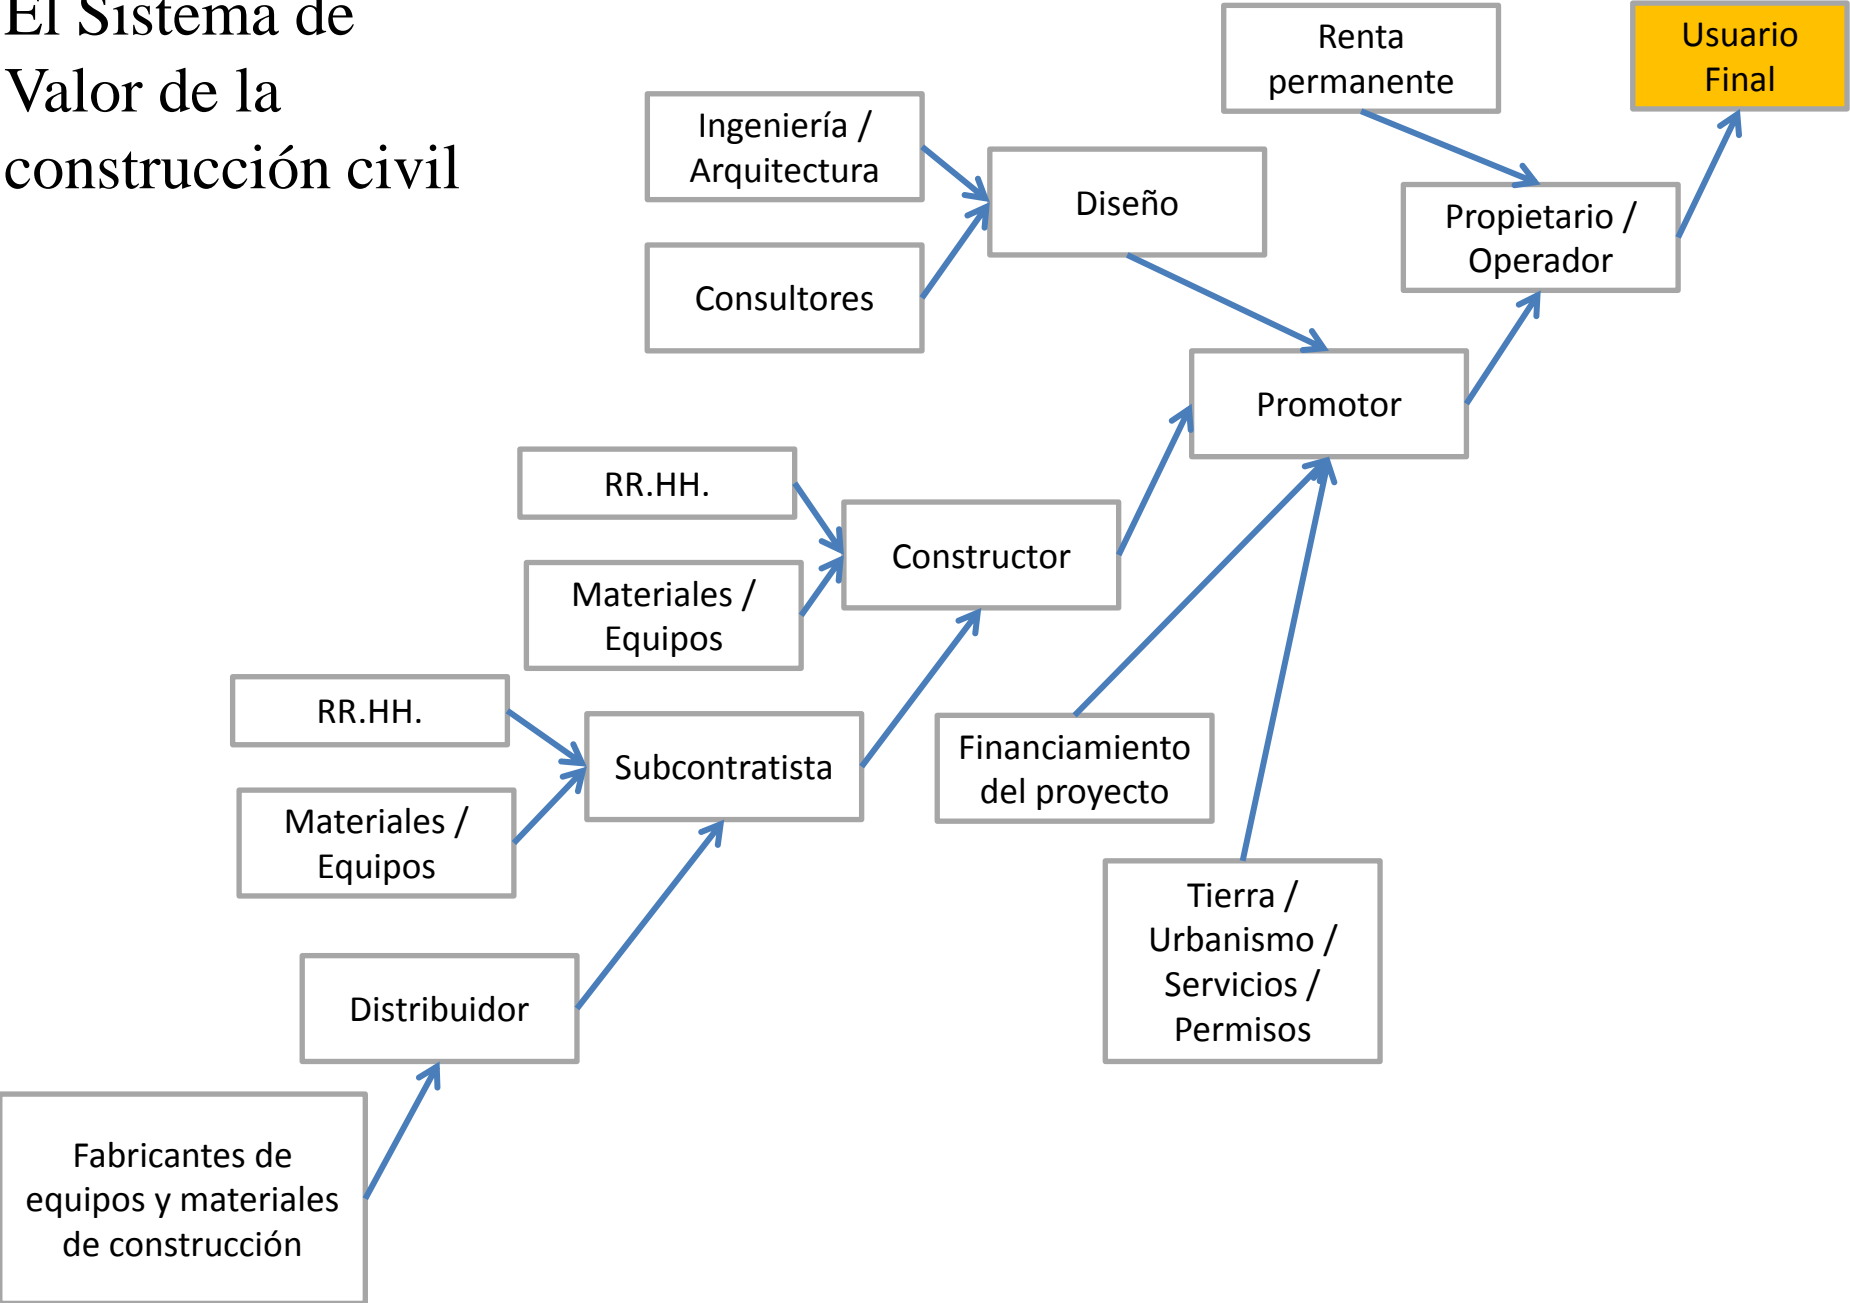 El Sistema de
Valor de la
construcción civil
Renta
permanente
Usuario
Final
Ingeniería /
Arquitectura
Diseño
Propietario /
Operador
Consultores
Promotor
RR.HH.
Constructor
Materiales /
Equipos
RR.HH.
Subcontratista
Financiamiento
del proyecto
Materiales /
Equipos
Tierra /
Urbanismo /
Servicios /
Permisos
Distribuidor
Fabricantes de
equipos y materiales
de construcción